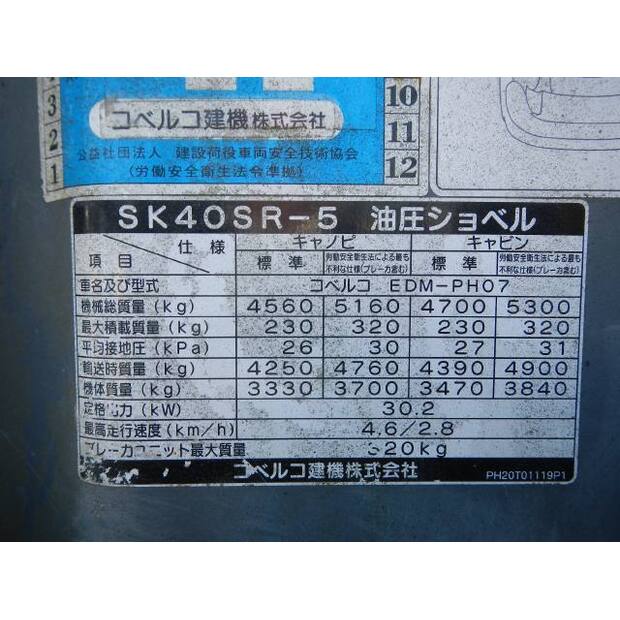 3
2
1
10
11
12
コベルコ建機株式会社
公益社団法人 建設荷役車両安全技術協会
(労働安全衛生法令準拠)
SK40SR-5 油圧ショベル
仕様
項目
キャノピ キャビン
標準 労働安全衛生法による最も不利な仕様(ブレーカ含む) 標準 労働安全衛生法による最も不利な仕様(ブレーカ含む)
車名及び型式 コベルコ EDM-PH07
機械総質量(kg) 4560 5160 4700 5300
最大積載質量(kg) 230 320 230 320
平均接地圧(kPa) 26 30 27 31
輸送時質量(kg) 4250 4760 4390 4900
機体質量(kg) 3330 3700 3470 3840
定格出力(kW) 30.2
最高走行速度(km/h) 4.6/2.8
ブレーカユニット最大質量 20kg
コベルコ建機株式会社
PH20T01119P1